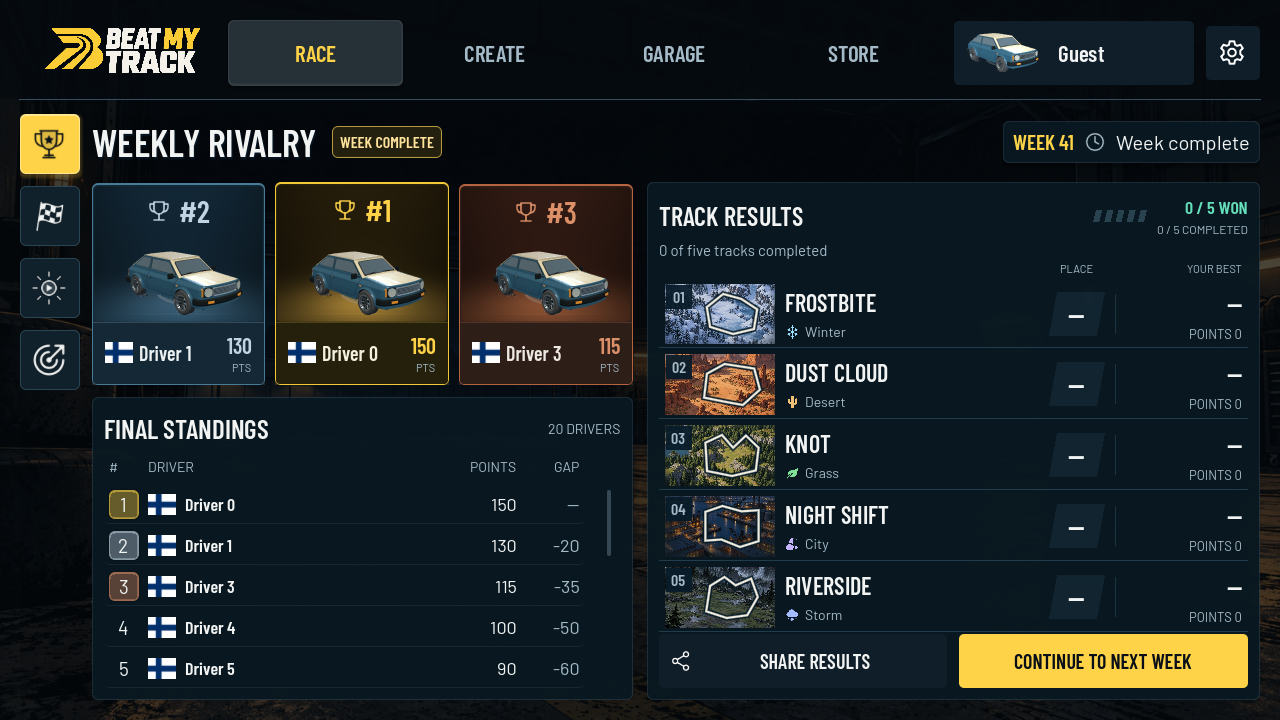 BEAT MY
TRACK
RACE
CREATE
GARAGE
STORE
Guest
WEEKLY RIVALRY
WEEK COMPLETE
WEEK 41
Week complete
#2
Driver 1
130
PTS
#1
Driver 0
150
PTS
#3
Driver 3
115
PTS
FINAL STANDINGS
20 DRIVERS
# DRIVER POINTS GAP
1 Driver 0 150 —
2 Driver 1 130 -20
3 Driver 3 115 -35
4 Driver 4 100 -50
5 Driver 5 90 -60
TRACK RESULTS
0 of five tracks completed
0 / 5 WON
0 / 5 COMPLETED
PLACE YOUR BEST
01 FROSTBITE — —
Winter POINTS 0
02 DUST CLOUD — —
Desert POINTS 0
03 KNOT — —
Grass POINTS 0
04 NIGHT SHIFT — —
City POINTS 0
05 RIVERSIDE — —
Storm POINTS 0
SHARE RESULTS
CONTINUE TO NEXT WEEK